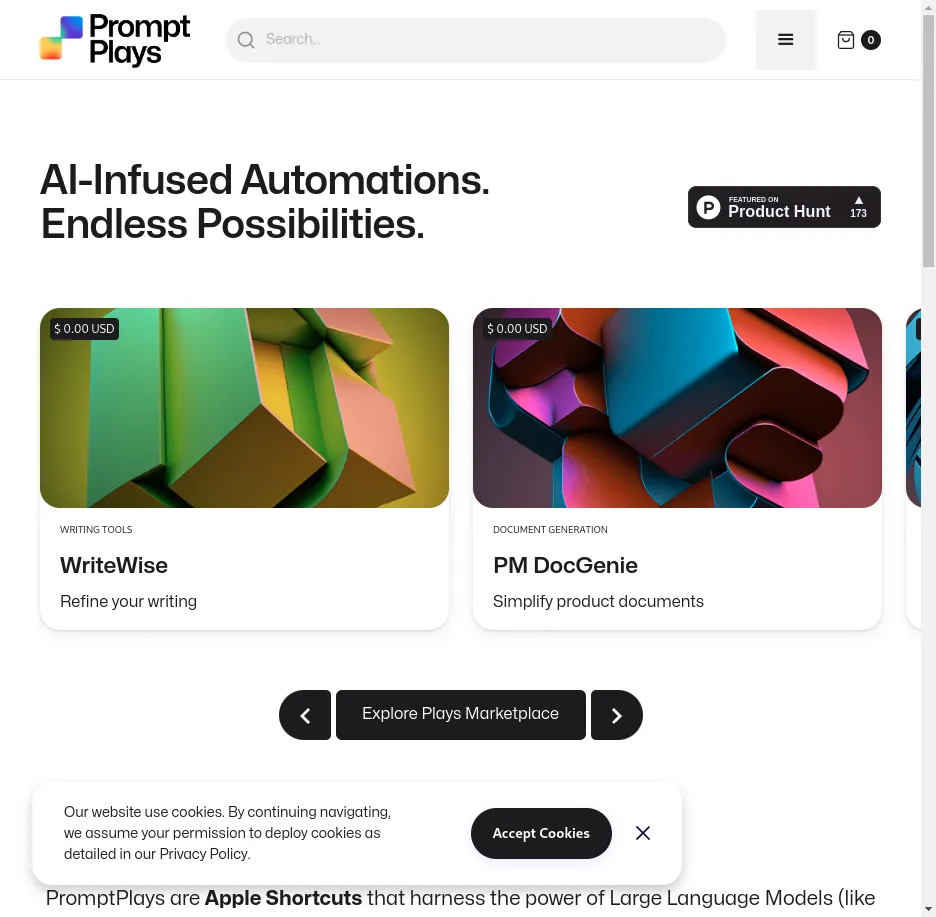 Prompt
Plays
Search...
0
AI-Infused Automations.
Endless Possibilities.
FEATURED ON
Product Hunt
173
$ 0.00 USD
WRITING TOOLS
WriteWise
Refine your writing
$ 0.00 USD
DOCUMENT GENERATION
PM DocGenie
Simplify product documents
Explore Plays Marketplace
Our website use cookies. By continuing navigating,
we assume your permission to deploy cookies as
detailed in our Privacy Policy.
Accept Cookies
PromptPlays are Apple Shortcuts that harness the power of Large Language Models (like